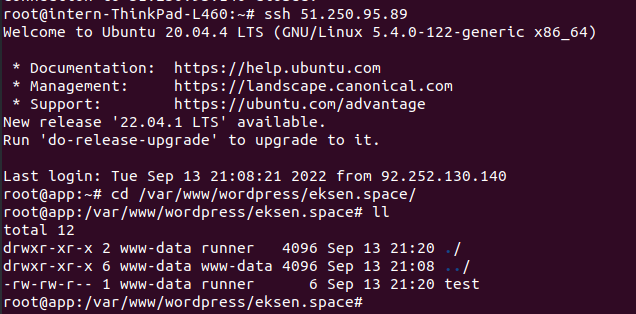 root@intern-ThinkPad-L460:~# ssh 51.250.95.89
Welcome to Ubuntu 20.04.4 LTS (GNU/Linux 5.4.0-122-generic x86_64)

 * Documentation:  https://help.ubuntu.com
 * Management:     https://landscape.canonical.com
 * Support:        https://ubuntu.com/advantage
New release '22.04.1 LTS' available.
Run 'do-release-upgrade' to upgrade to it.

Last login: Tue Sep 13 21:08:21 2022 from 92.252.130.140
root@app:~# cd /var/www/wordpress/eksen.space/
root@app:/var/www/wordpress/eksen.space# ll
total 12
drwxr-xr-x 2 www-data runner   4096 Sep 13 21:20 ./
drwxr-xr-x 6 www-data www-data 4096 Sep 13 21:08 ../
-rw-rw-r-- 1 www-data runner      6 Sep 13 21:20 test
root@app:/var/www/wordpress/eksen.space#